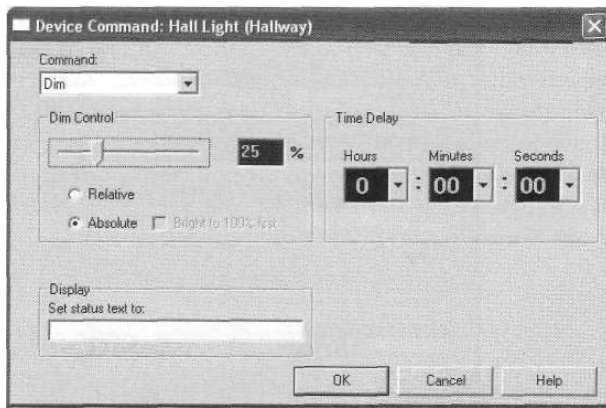 Device Command: Hall Light (Hallway)
Command:
Dim
Dim Control
25 %
Relative
Absolute Bright to 100% first
Time Delay
Hours Minutes Seconds
0 : 00 : 00
Display
Set status text to:
OK Cancel Help